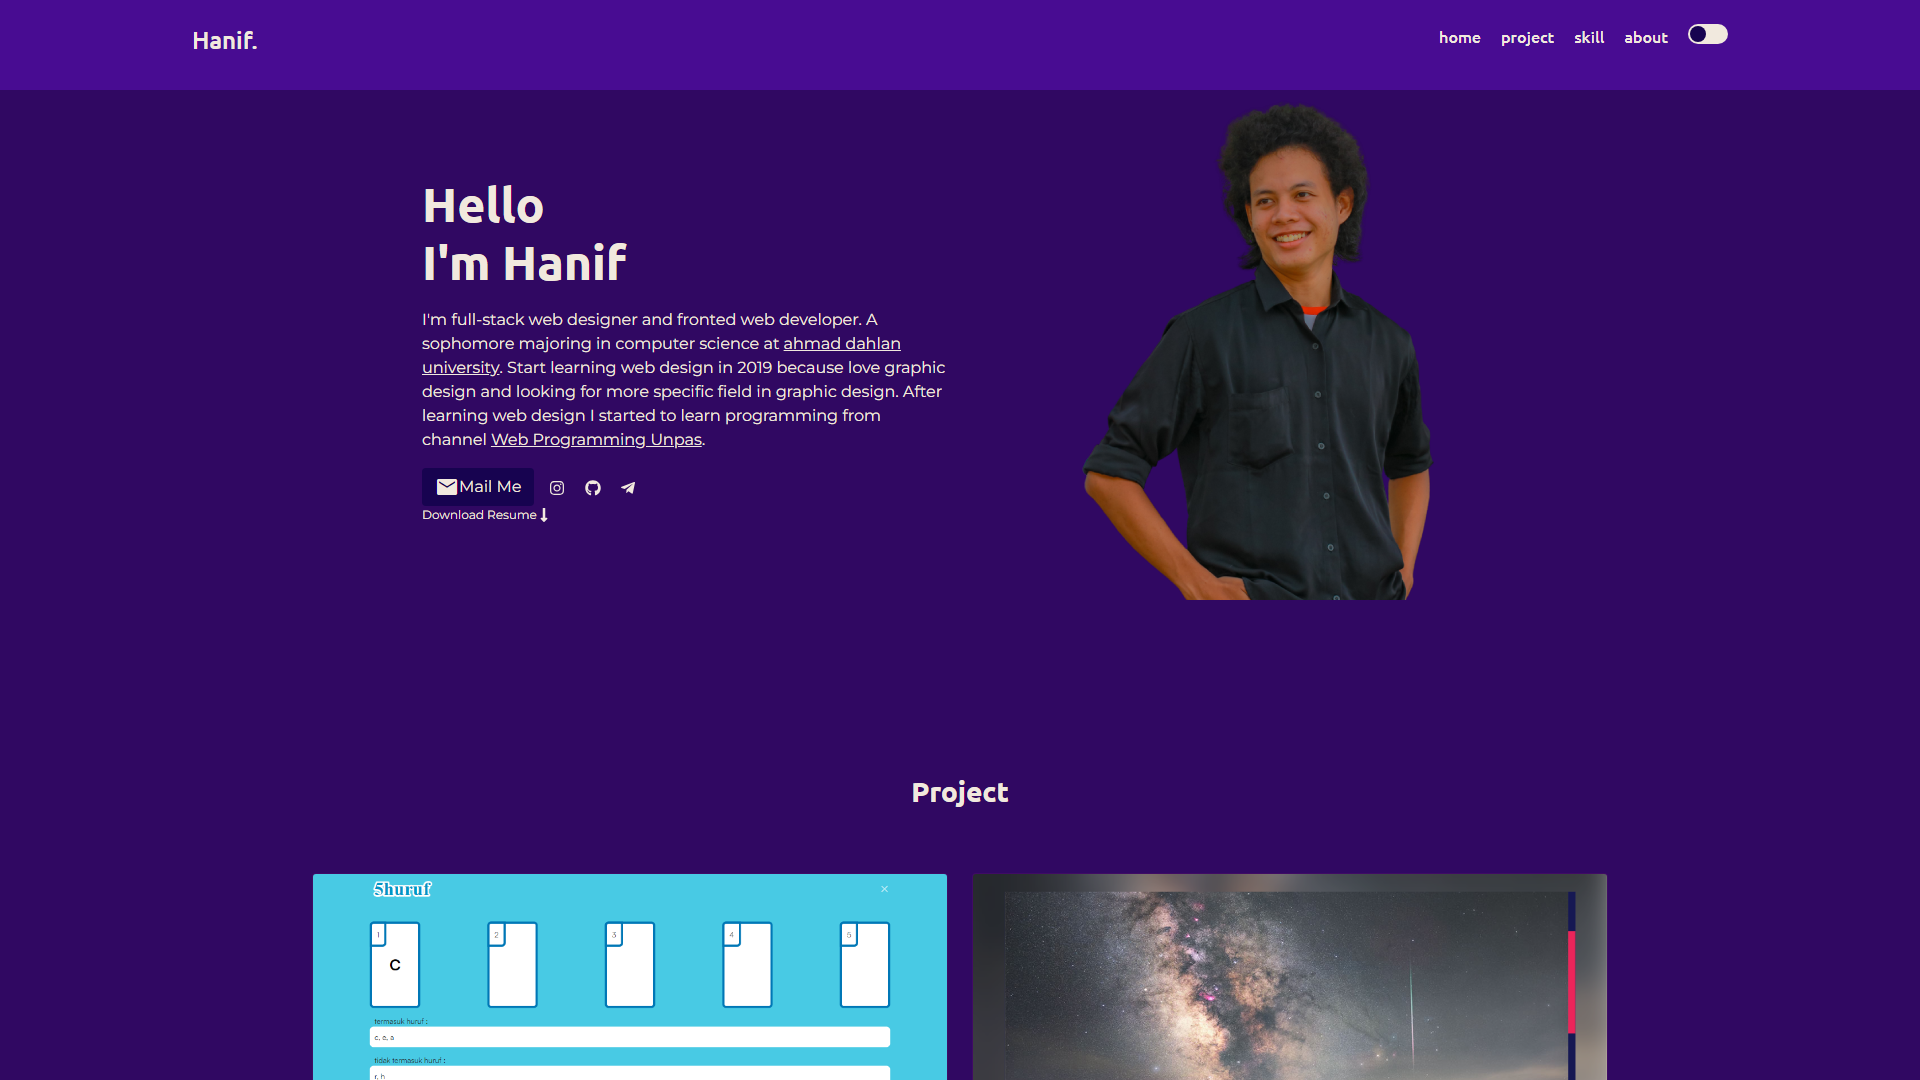 Hanif.
home project skill about
Hello
I'm Hanif
I'm full-stack web designer and fronted web developer. A
sophomore majoring in computer science at ahmad dahlan
university. Start learning web design in 2019 because love graphic
design and looking for more specific field in graphic design. After
learning web design I started to learn programming from
channel Web Programming Unpas.
Mail Me
Download Resume
Project
5huruf
1 2 3 4 5
C
termasuk huruf :
c, e, a
tidak termasuk huruf :
r, h